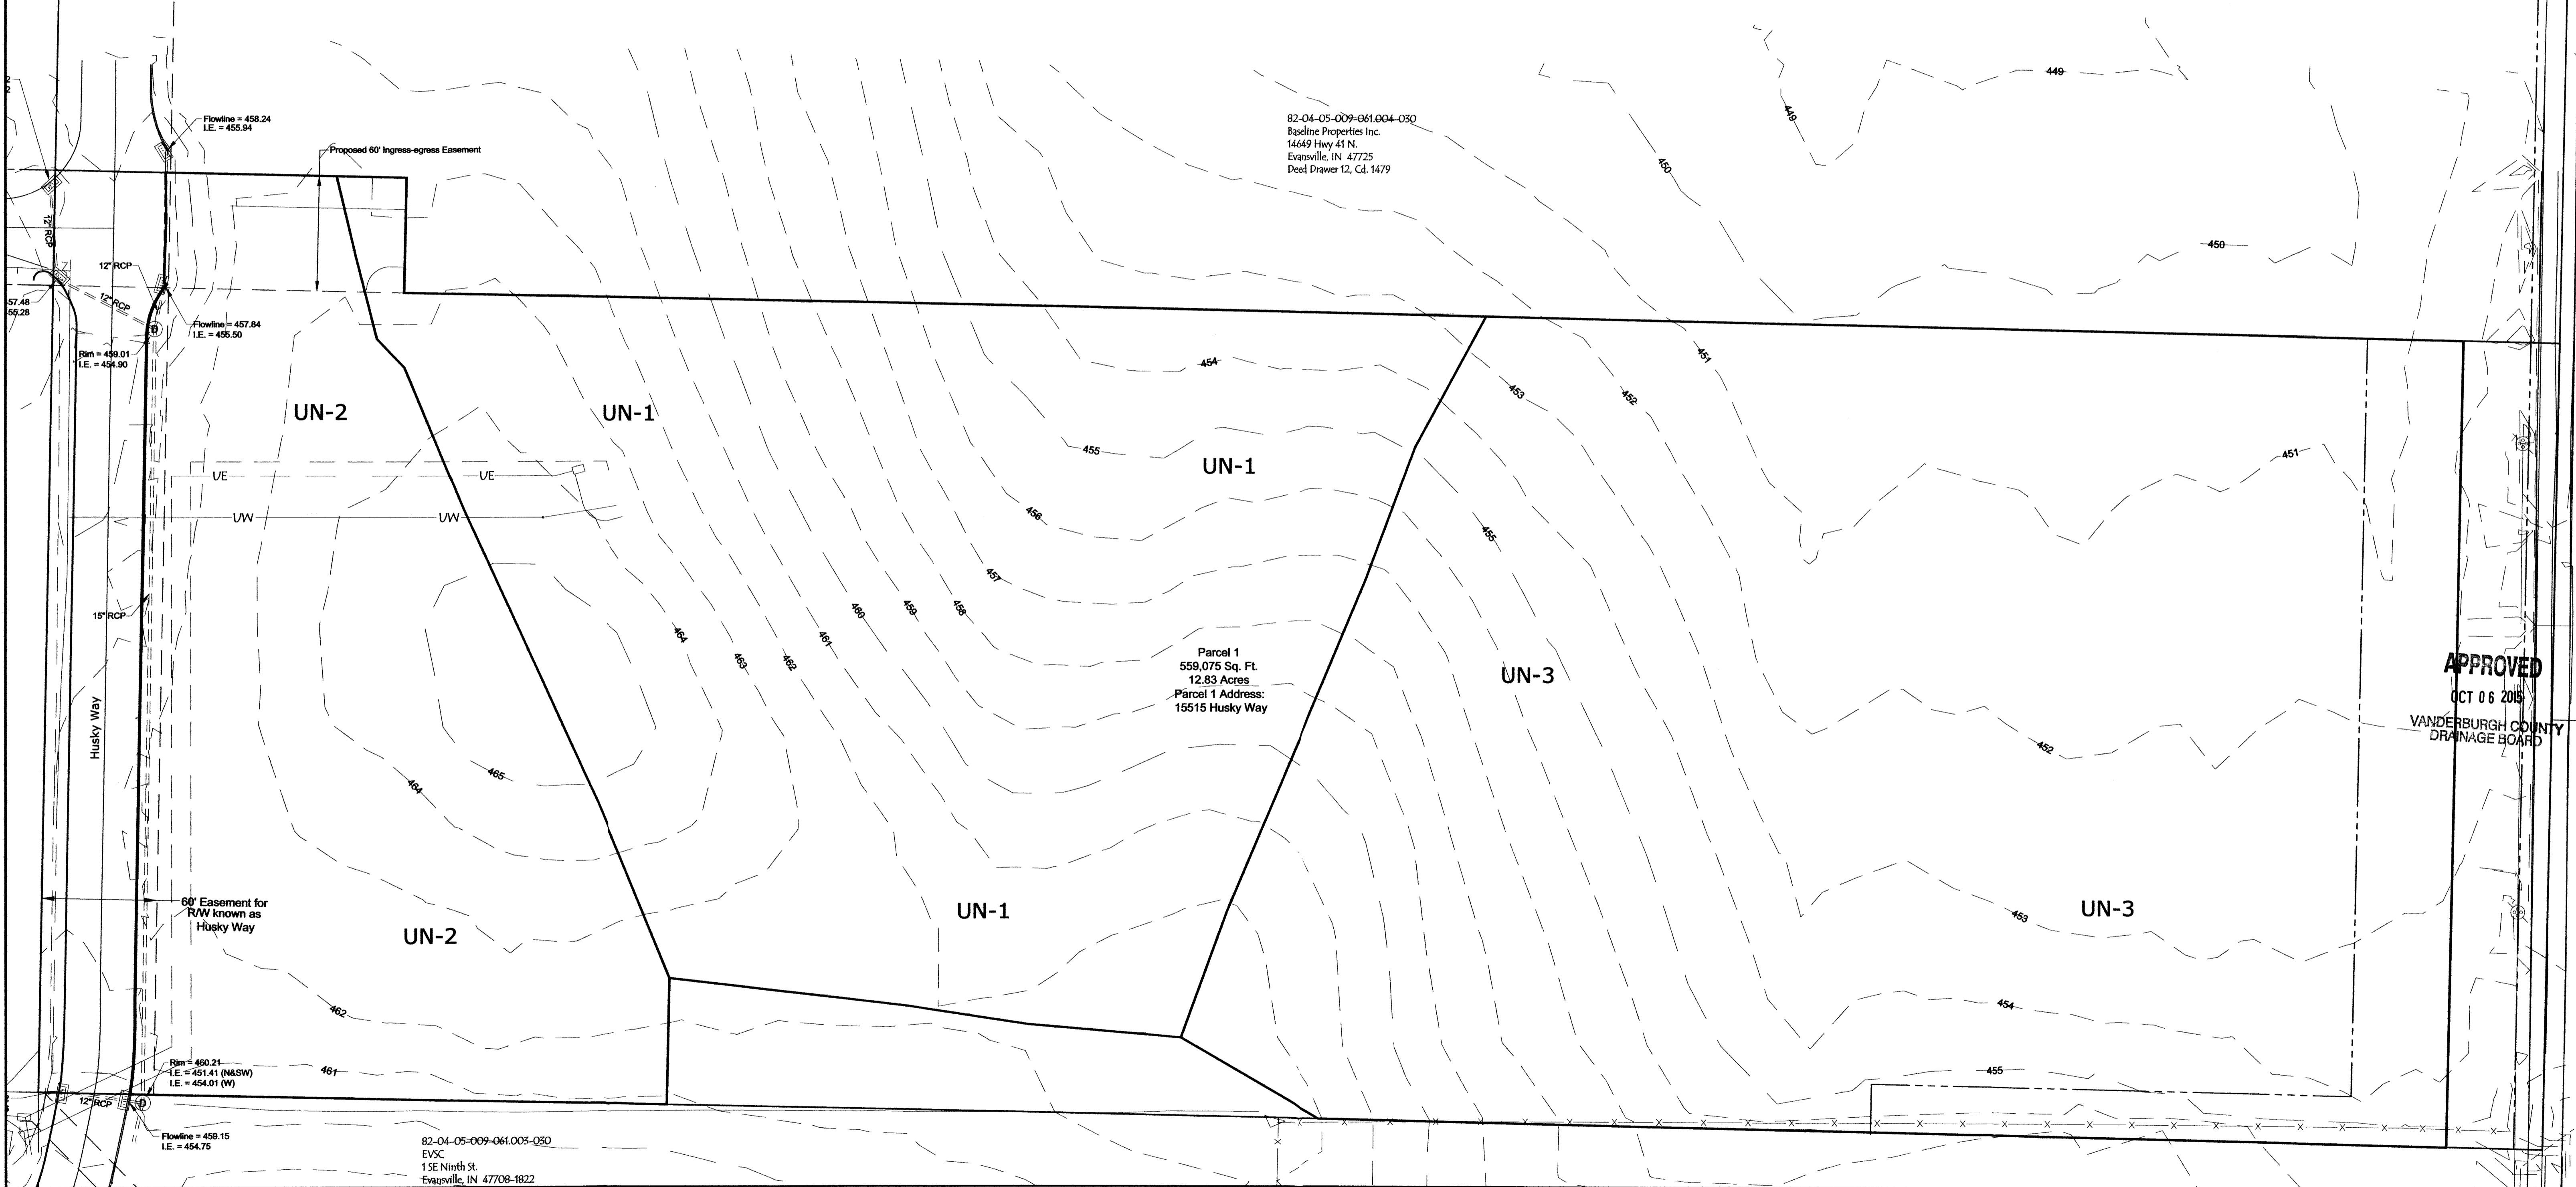 Flowline = 458.24
I.E. = 455.94
Proposed 60' Ingress-egress Easement
82-04-05-009-061.004-030
Baseline Properties Inc.
14649 Hwy 41 N.
Evansville, IN 47725
Deed Drawer 12, Cd. 1479
449
449
450
450
12" RCP
12" RCP
12" RCP
57.48
55.28
Flowline = 457.84
I.E. = 455.50
Rim = 459.01
I.E. = 454.90
UN-2
UN-1
UN-1
454
453
452
451
451
455
455
456
457
458
459
460
461
462
463
464
UE
UE
UW
UW
15" RCP
Husky Way
Parcel 1
559,075 Sq. Ft.
12.83 Acres
Parcel 1 Address:
15515 Husky Way
UN-3
APPROVED
OCT 06 2015
VANDERBURGH COUNTY
DRAINAGE BOARD
452
465
464
60' Easement for
R/W known as
Husky Way
UN-2
UN-1
UN-3
453
454
455
462
461
Rim = 460.21
I.E. = 451.41 (N&SW)
I.E. = 454.01 (W)
12" RCP
D
D
Flowline = 459.15
I.E. = 454.75
82-04-05-009-061.003-030
EVSC
1 SE Ninth St.
Evansville, IN 47708-1822